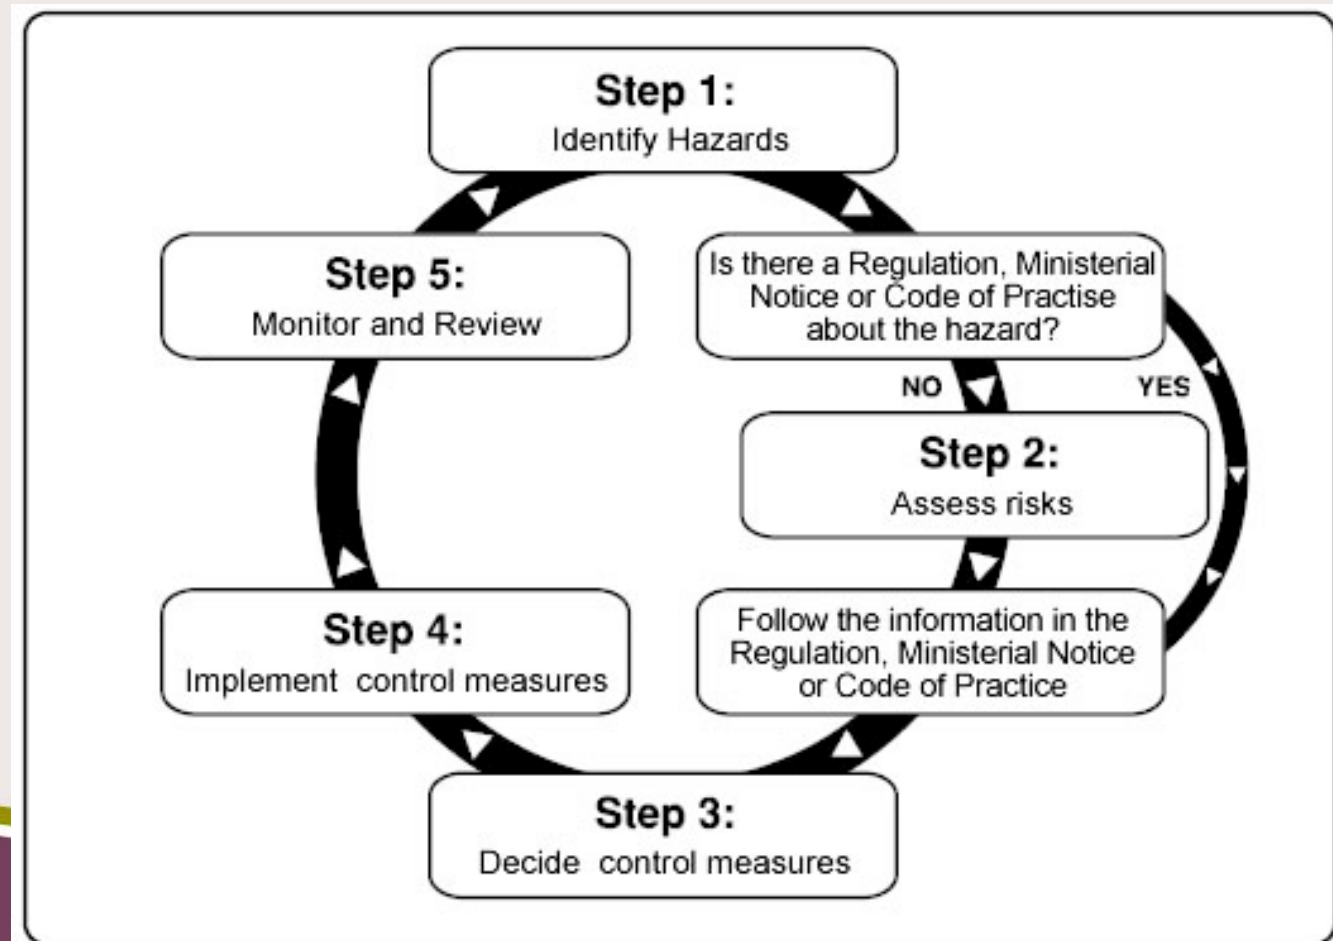 Step 1:
Identify Hazards
Is there a Regulation, Ministerial
Notice or Code of Practise
about the hazard?
NO
YES
Step 2:
Assess risks
Follow the information in the
Regulation, Ministerial Notice
or Code of Practice
Step 3:
Decide control measures
Step 4:
Implement control measures
Step 5:
Monitor and Review